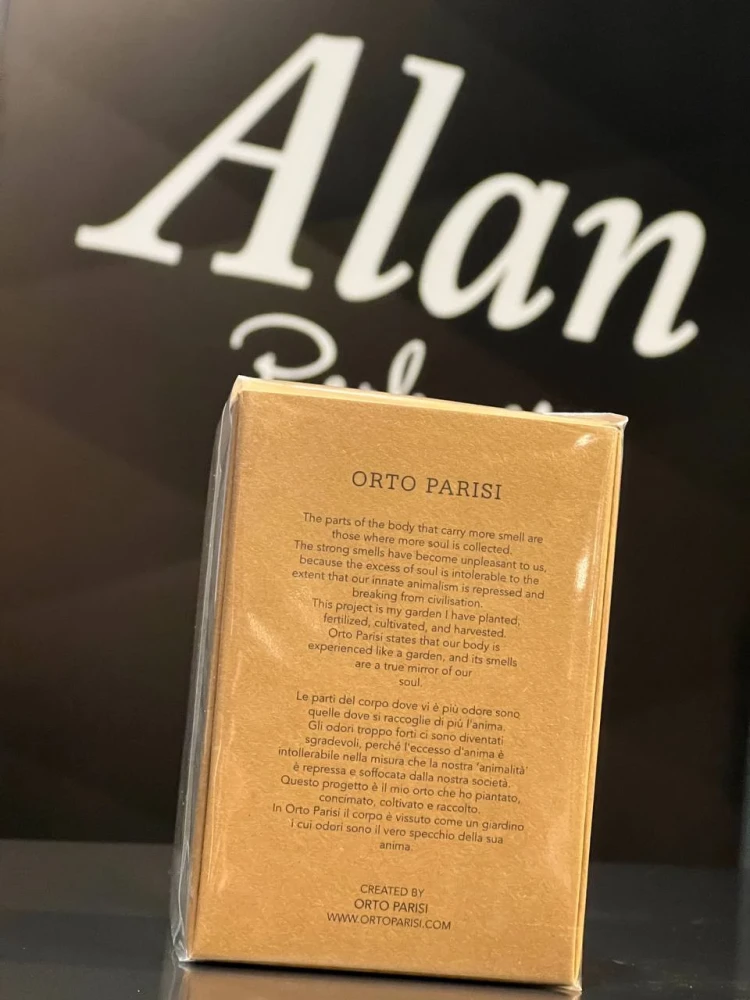 Alan
ORTO PARISI
The parts of the body that carry more smell are
those where more soul is collected.
The strong smells have become unpleasant to us,
because the excess of soul is intolerable to the
extent that our innate animalism is repressed and
breaking from civilisation.
This project is my garden I have planted,
fertilized, cultivated, and harvested.
Orto Parisi states that our body is
experienced like a garden, and its smells
are a true mirror of our
soul.
Le parti del corpo dove vi è più odore sono
quelle dove si raccoglie di piú l'anima.
Gli odori troppo forti ci sono diventati
sgradevoli, perché l'eccesso d'anima è
intollerabile nella misura che la nostra 'animalità'
è repressa e soffocata dalla nostra società.
Questo progetto è il mio orto che ho piantato,
concimato, coltivato e raccolto.
In Orto Parisi il corpo è vissuto come un giardino
i cui odori sono il vero specchio della sua
anima.
CREATED BY
ORTO PARISI
WWW.ORTOPARISI.COM